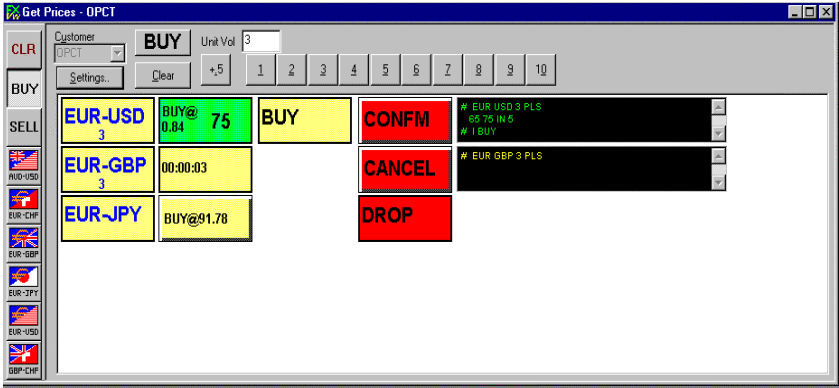 FX
Get Prices - OPCT
Customer
OPCT
BUY
Unit Vol 3
CLR
Settings..
Clear
+.5 1 2 3 4 5 6 7 8 9 10
BUY
SELL
AUD-USD
EUR-CHF
EUR-GBP
EUR-JPY
EUR-USD
GBP-CHF
EUR-USD
3
BUY@
0.84 75
BUY
CONFM
# EUR USD 3 PLS
65 75 IN 5
# I BUY
EUR-GBP
3
00:00:03
CANCEL
# EUR GBP 3 PLS
EUR-JPY
BUY@91.78
DROP